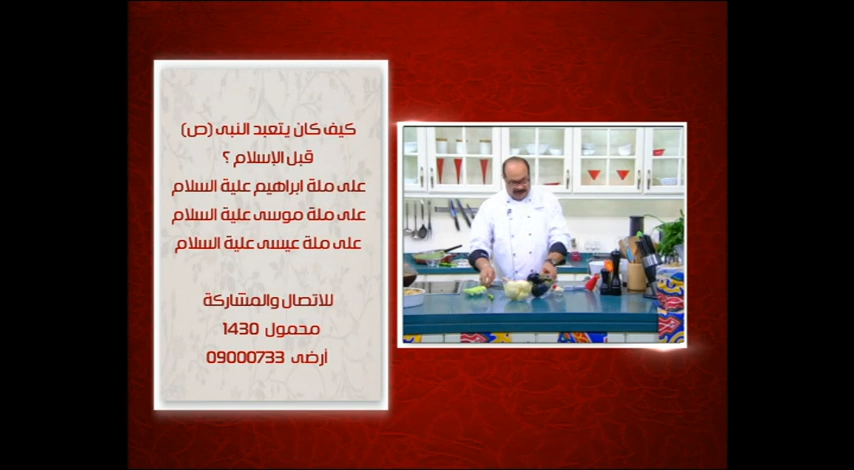 كيف كان يتعبد النبى (ص)
قبل الإسلام ؟
على ملة ابراهيم علية السلام
على ملة موسى علية السلام
على ملة عيسى علية السلام
للاتصال والمشاركة
محمول 1430
أرضى 09000733